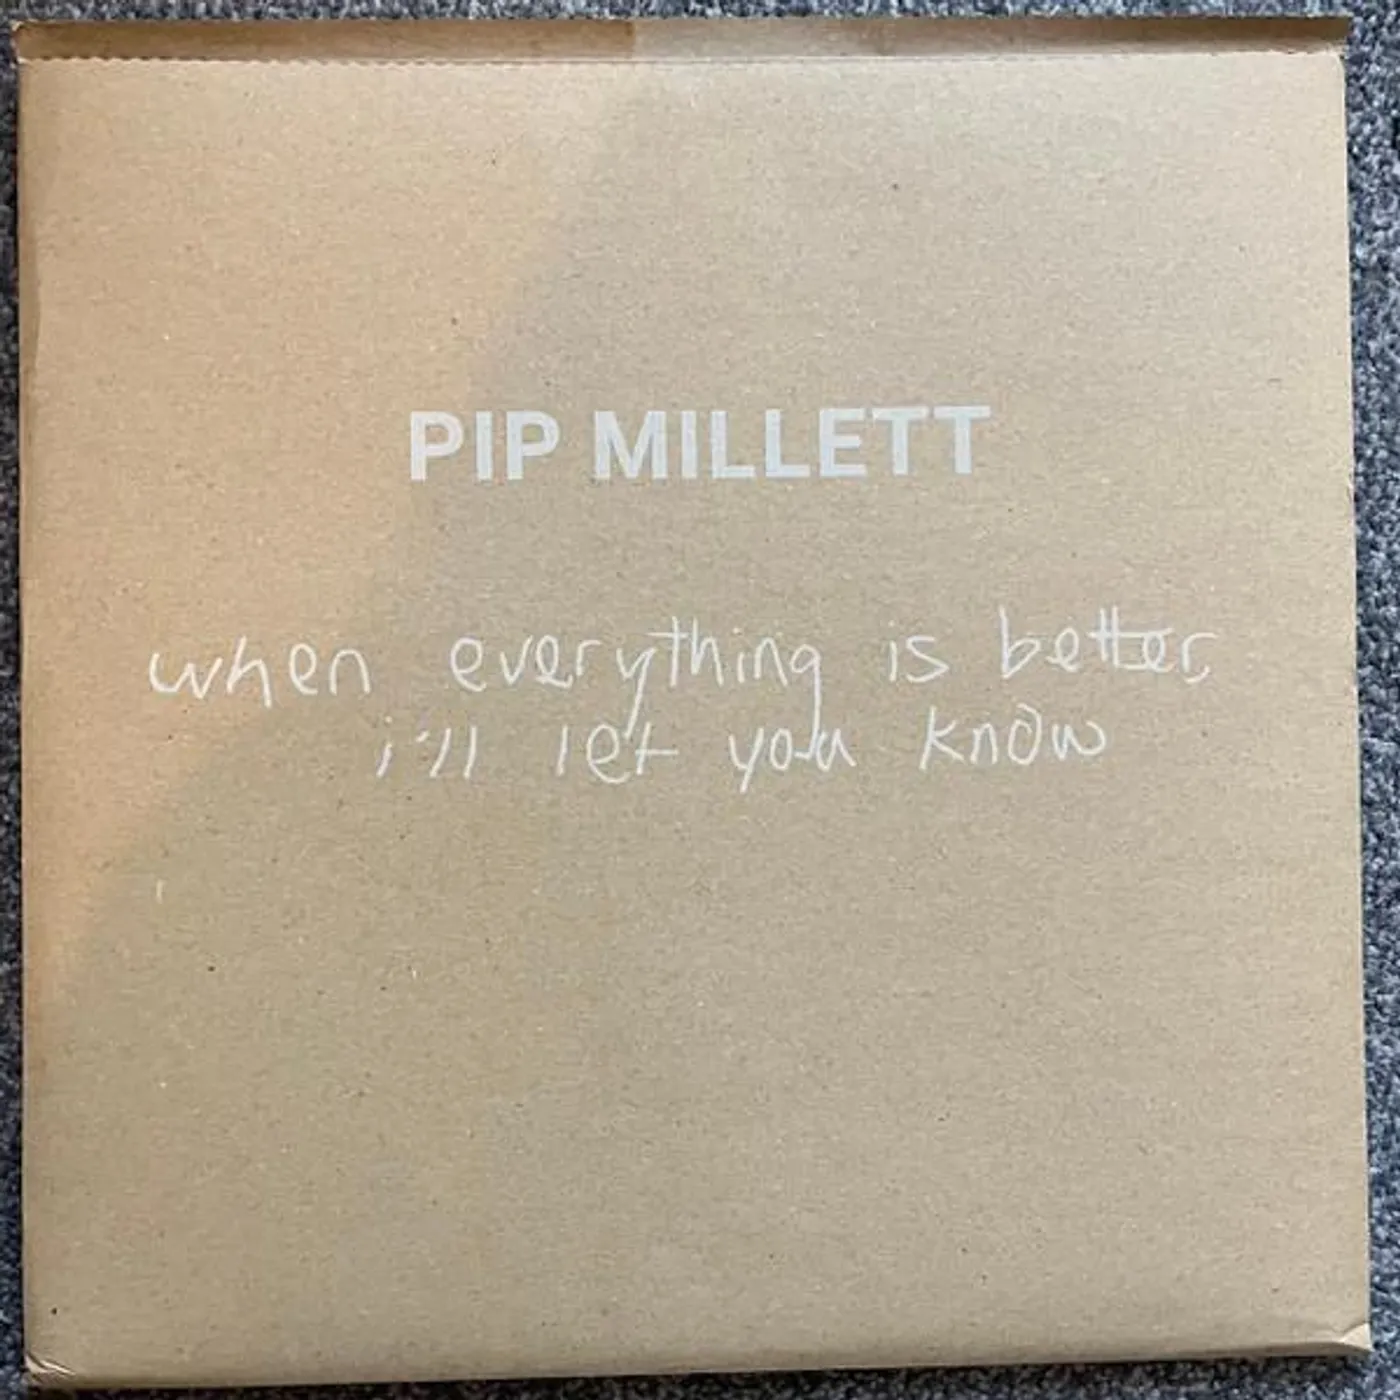 PIP MILLETT
when everything is better,
i'll let you know